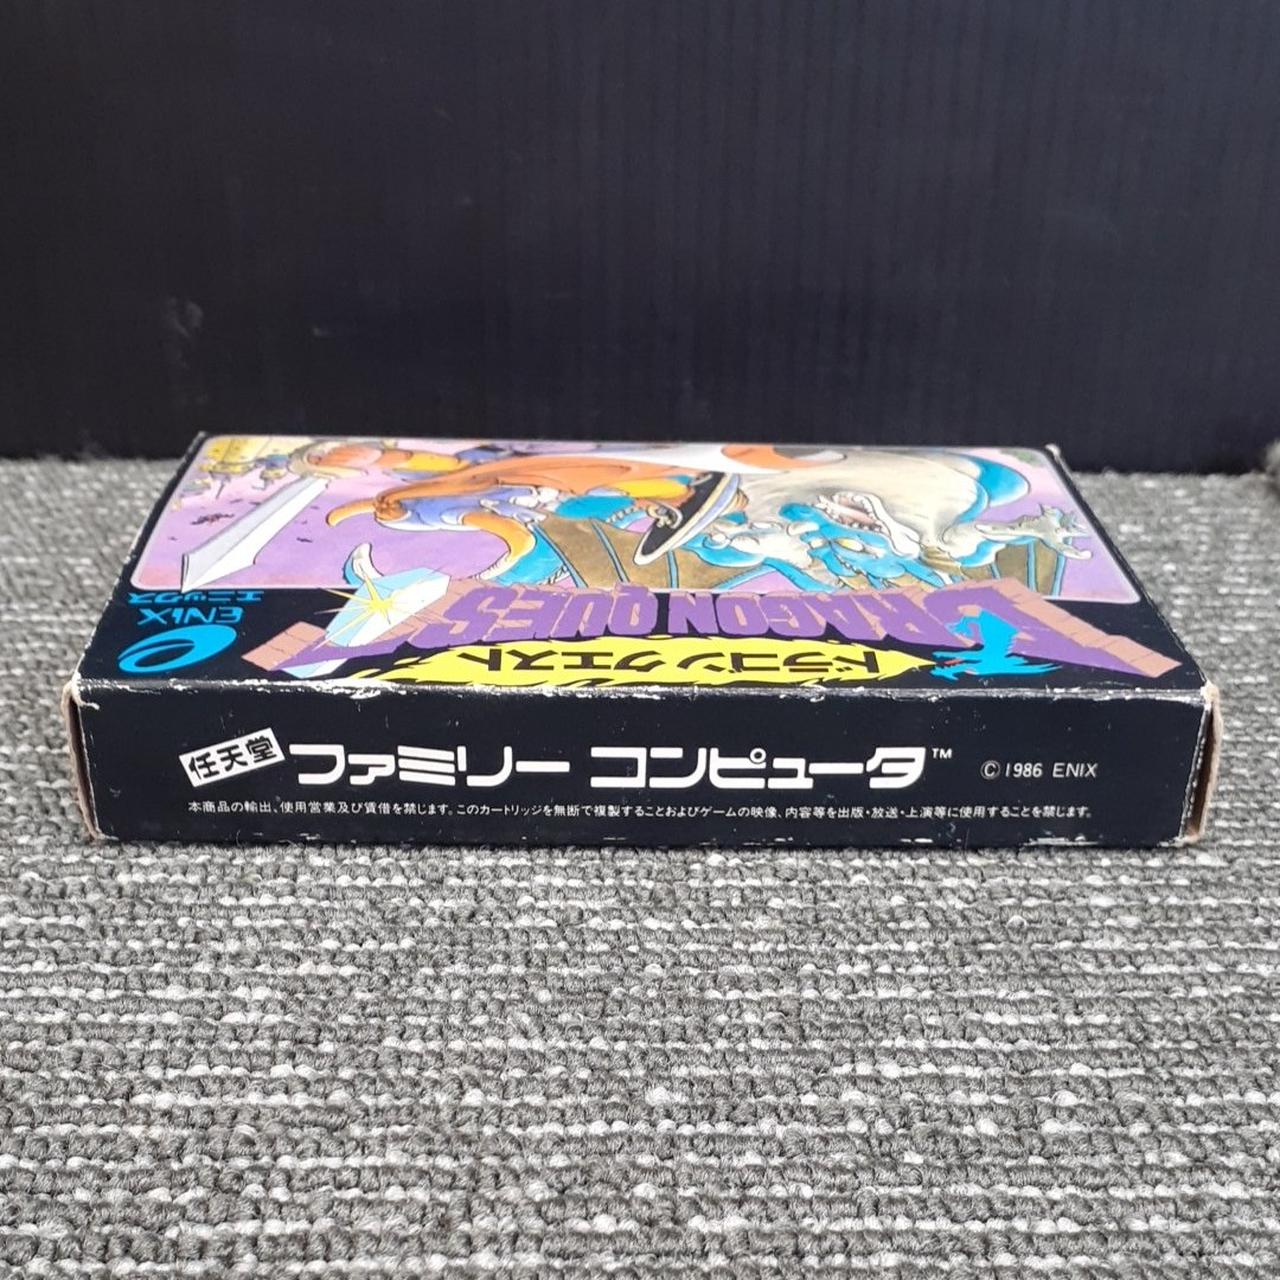 ENIX
エニックス
DRAGON QUEST
ドラゴンクエスト
任天堂 ファミリー コンピュータ™ ©1986 ENIX
本商品の輸出、使用営業及び賃借を禁じます。このカートリッジを無断で複製することおよびゲームの映像、内容等を出版・放送・上演等に使用することを禁じます。